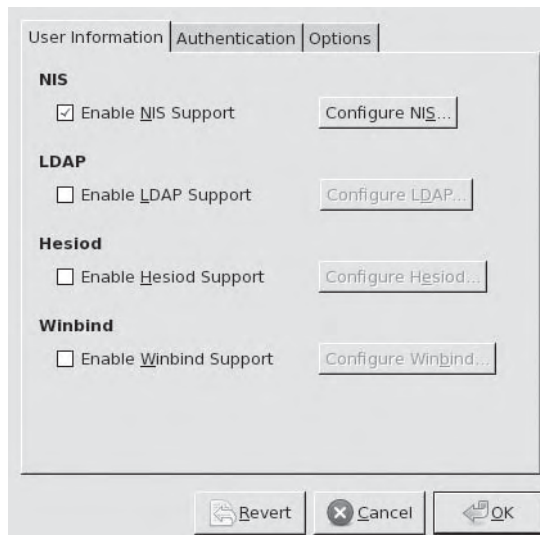 User Information Authentication Options
NIS
Enable NIS Support Configure NIS...
LDAP
Enable LDAP Support Configure LDAP...
Hesiod
Enable Hesiod Support Configure Hesiod...
Winbind
Enable Winbind Support Configure Winbind...
Revert Cancel OK